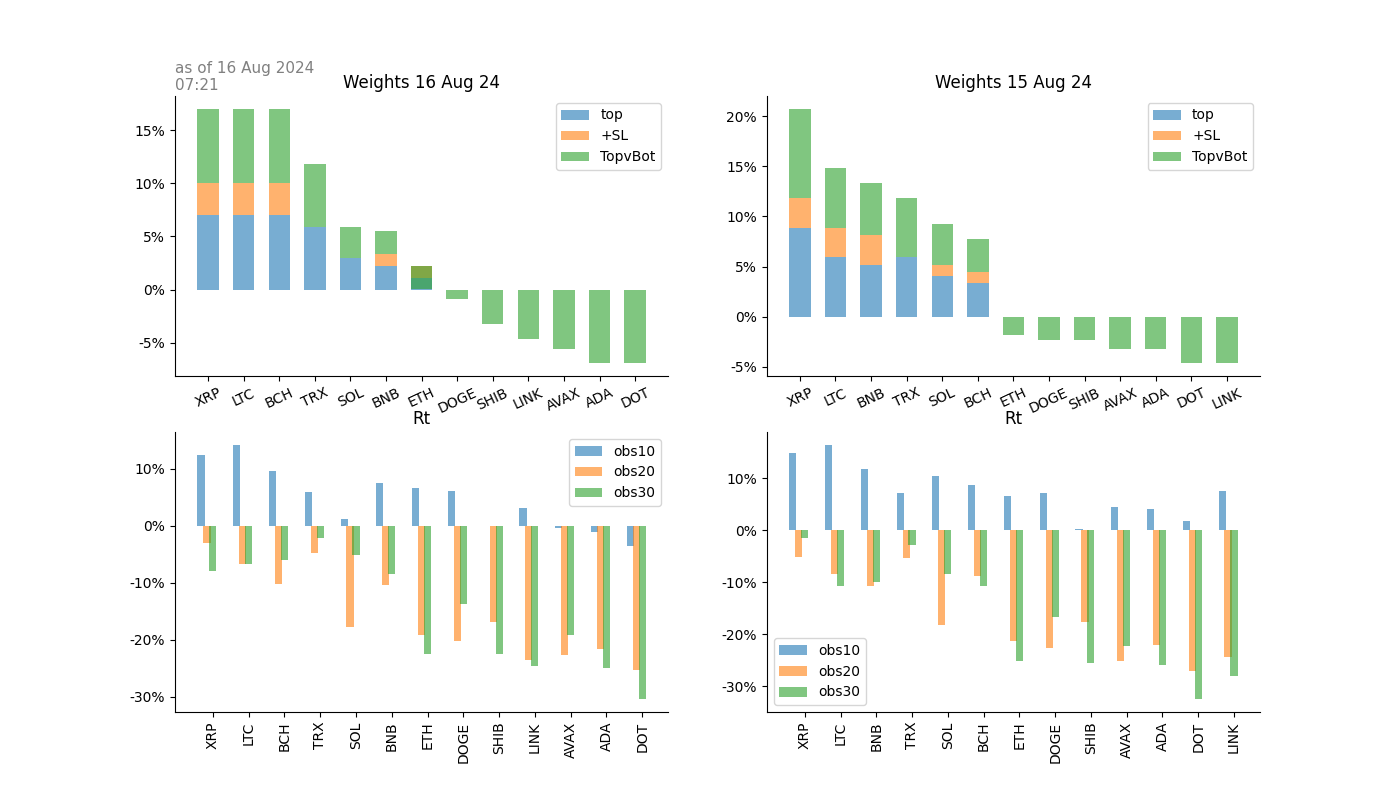 as of 16 Aug 2024
07:21
Weights 16 Aug 24
15%
10%
5%
0%
-5%
top
+SL
TopvBot
XRP LTC BCH TRX SOL BNB ETH DOGE SHIB LINK AVAX ADA DOT
Weights 15 Aug 24
20%
15%
10%
5%
0%
-5%
top
+SL
TopvBot
XRP LTC BNB TRX SOL BCH ETH DOGE SHIB AVAX ADA DOT LINK
Rt
10%
0%
-10%
-20%
-30%
obs10
obs20
obs30
XRP LTC BCH TRX SOL BNB ETH DOGE SHIB LINK AVAX ADA DOT
Rt
10%
0%
-10%
-20%
-30%
obs10
obs20
obs30
XRP LTC BNB TRX SOL BCH ETH DOGE SHIB AVAX ADA DOT LINK